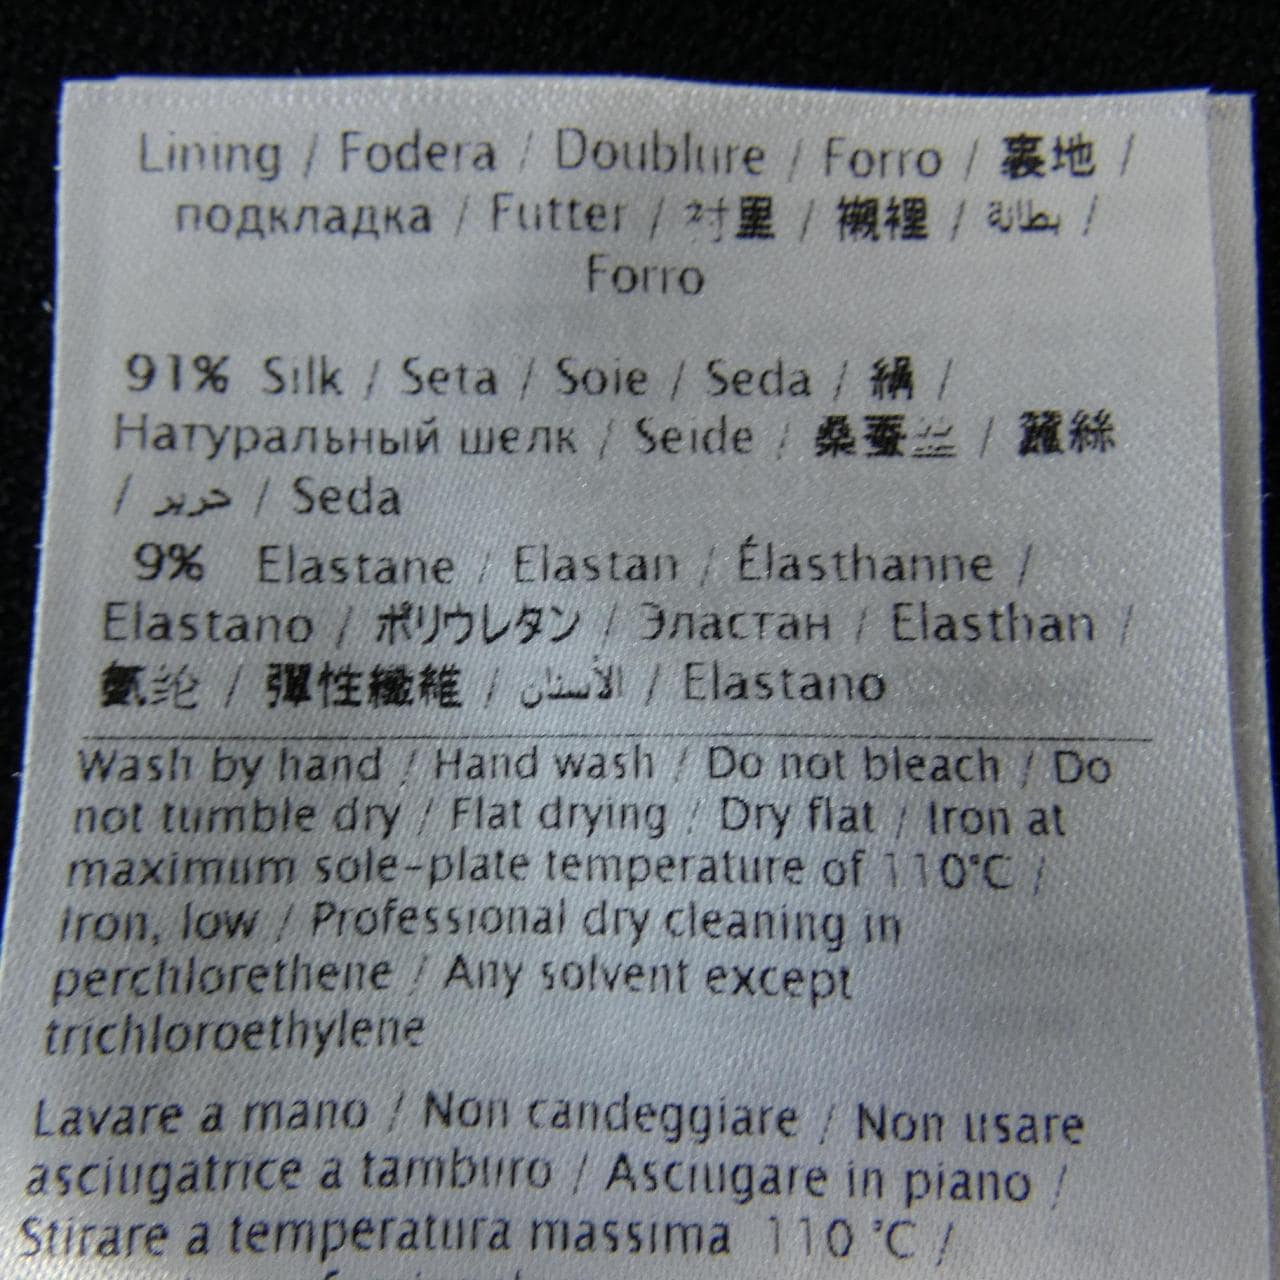 Lining / Fodera / Doublure / Forro / 裏地 /
подкладка / Futter / 衬里 / 襯裡 / بطانة /
Forro
91% Silk / Seta / Soie / Seda / 絹 /
Натуральный шелк / Seide / 桑蚕丝 / 蠶絲
/ حرير / Seda
9% Elastane / Elastan / Élasthanne /
Elastano / ポリウレタン / Эластан / Elasthan /
氨纶 / 彈性纖維 / الأستان / Elastano
Wash by hand / Hand wash / Do not bleach / Do
not tumble dry / Flat drying / Dry flat / Iron at
maximum sole-plate temperature of 110°C /
Iron, low / Professional dry cleaning in
perchlorethene / Any solvent except
trichloroethylene
Lavare a mano / Non candeggiare / Non usare
asciugatrice a tamburo / Asciugare in piano /
Stirare a temperatura massima 110 °C /